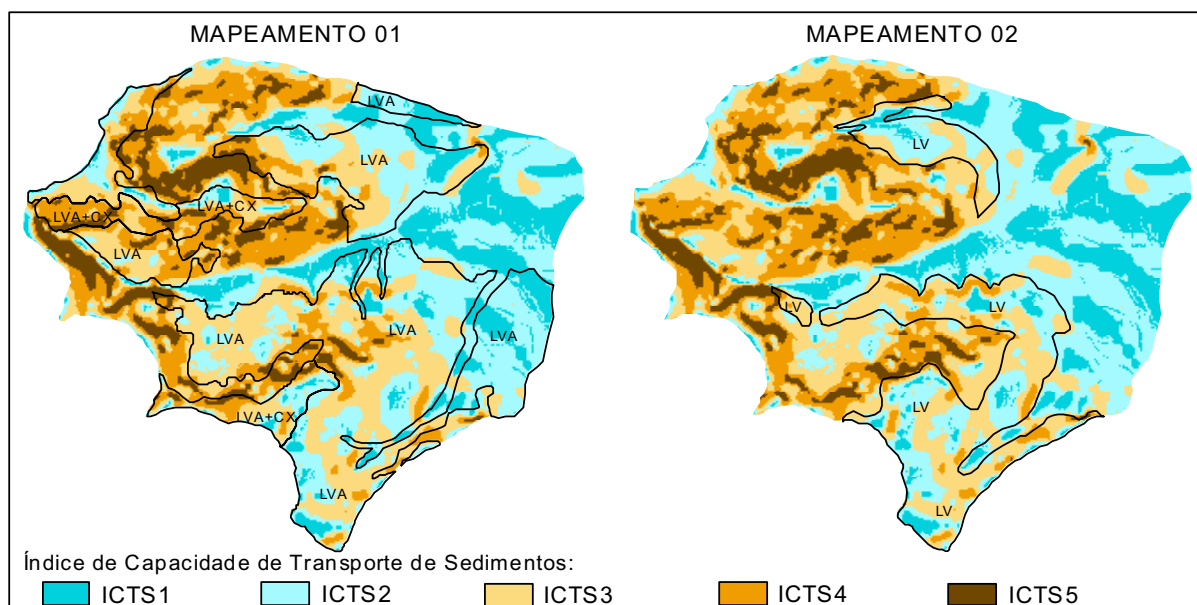 MAPEAMENTO 01
MAPEAMENTO 02
LVA
LVA
LVA+CX
LVA+CX
LVA
LVA
LVA
LVA
LVA+CX
LVA
LV
LV
LV
LV
LV
Índice de Capacidade de Transporte de Sedimentos:
ICTS1
ICTS2
ICTS3
ICTS4
ICTS5